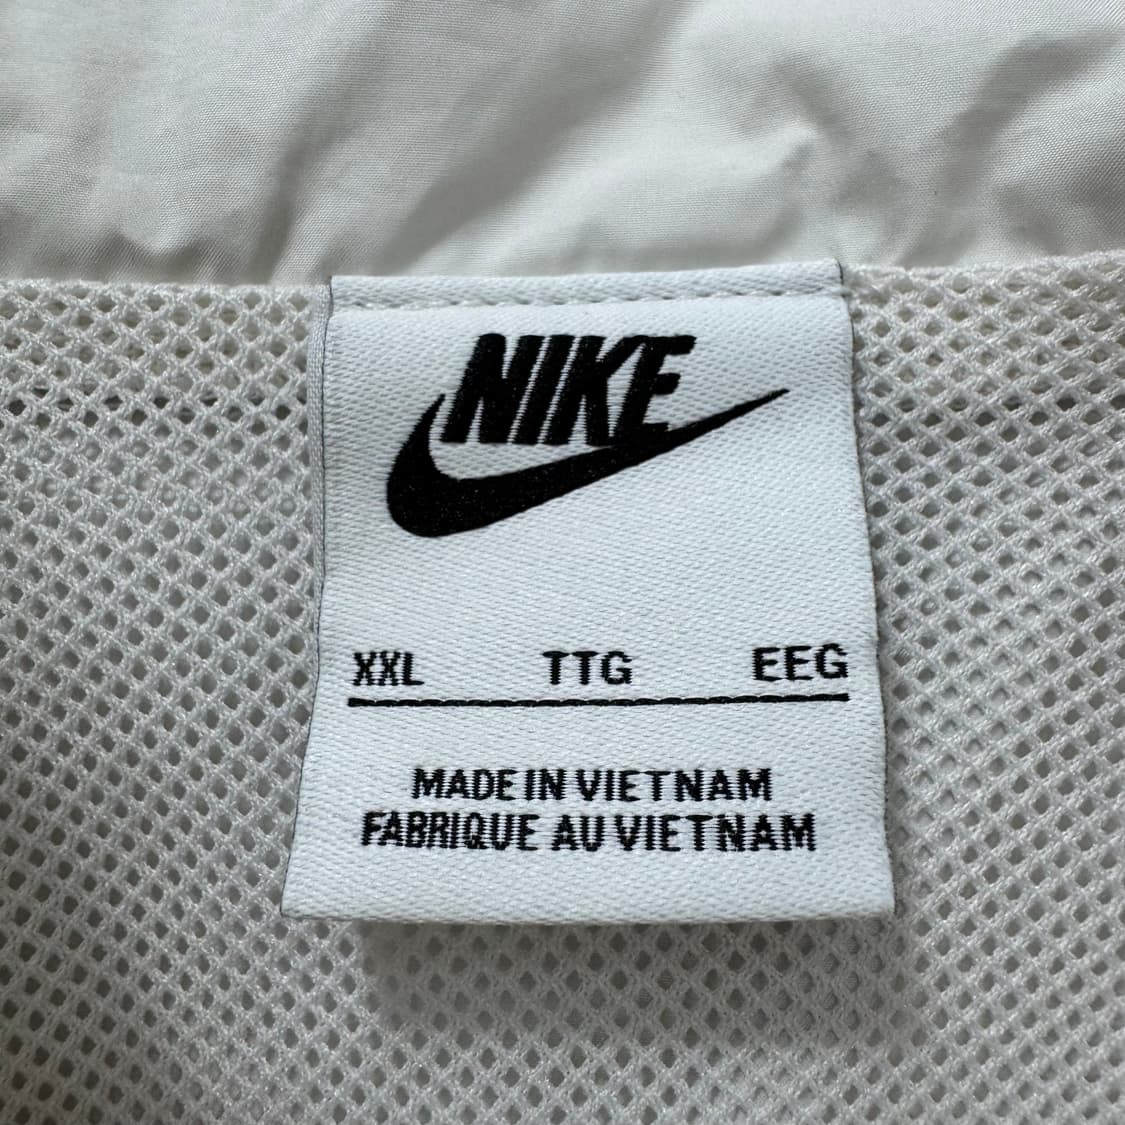 NIKE
XXL TTG EEG
MADE IN VIETNAM
FABRIQUE AU VIETNAM